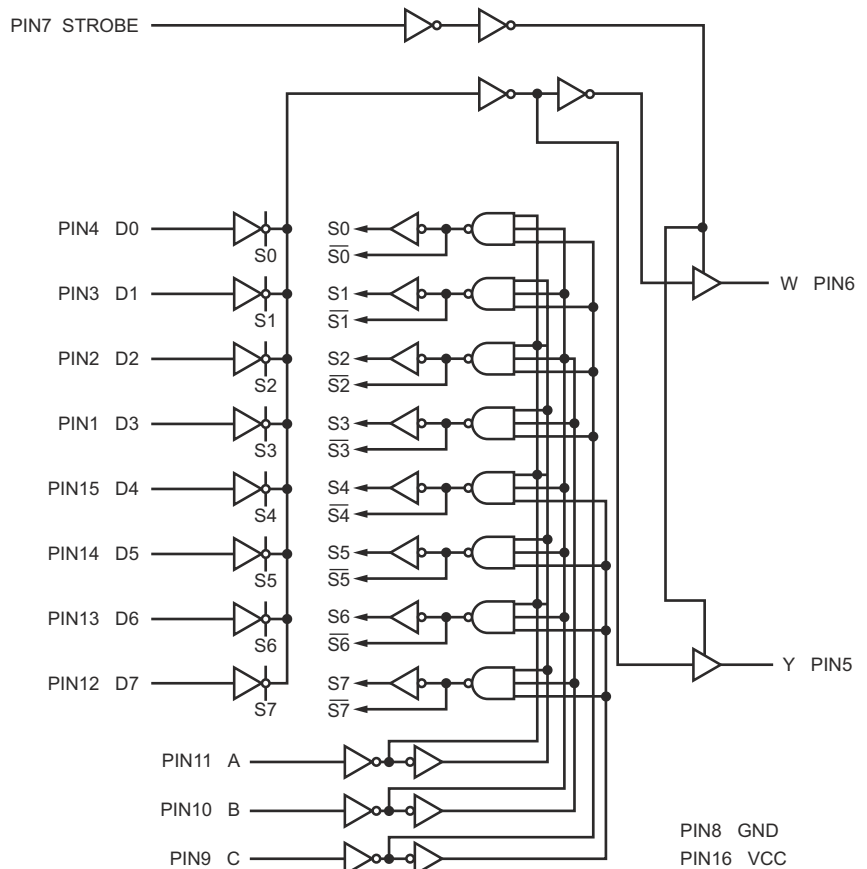 PIN7 STROBE
PIN4 D0
S0
S0
S̅0̅
PIN3 D1
S1
S1
S̅1̅
W PIN6
PIN2 D2
S2
S2
S̅2̅
PIN1 D3
S3
S3
S̅3̅
PIN15 D4
S4
S4
S̅4̅
PIN14 D5
S5
S5
S̅5̅
PIN13 D6
S6
S6
S̅6̅
PIN12 D7
S7
S7
S̅7̅
Y PIN5
PIN11 A
PIN10 B
PIN9 C
PIN8 GND
PIN16 VCC